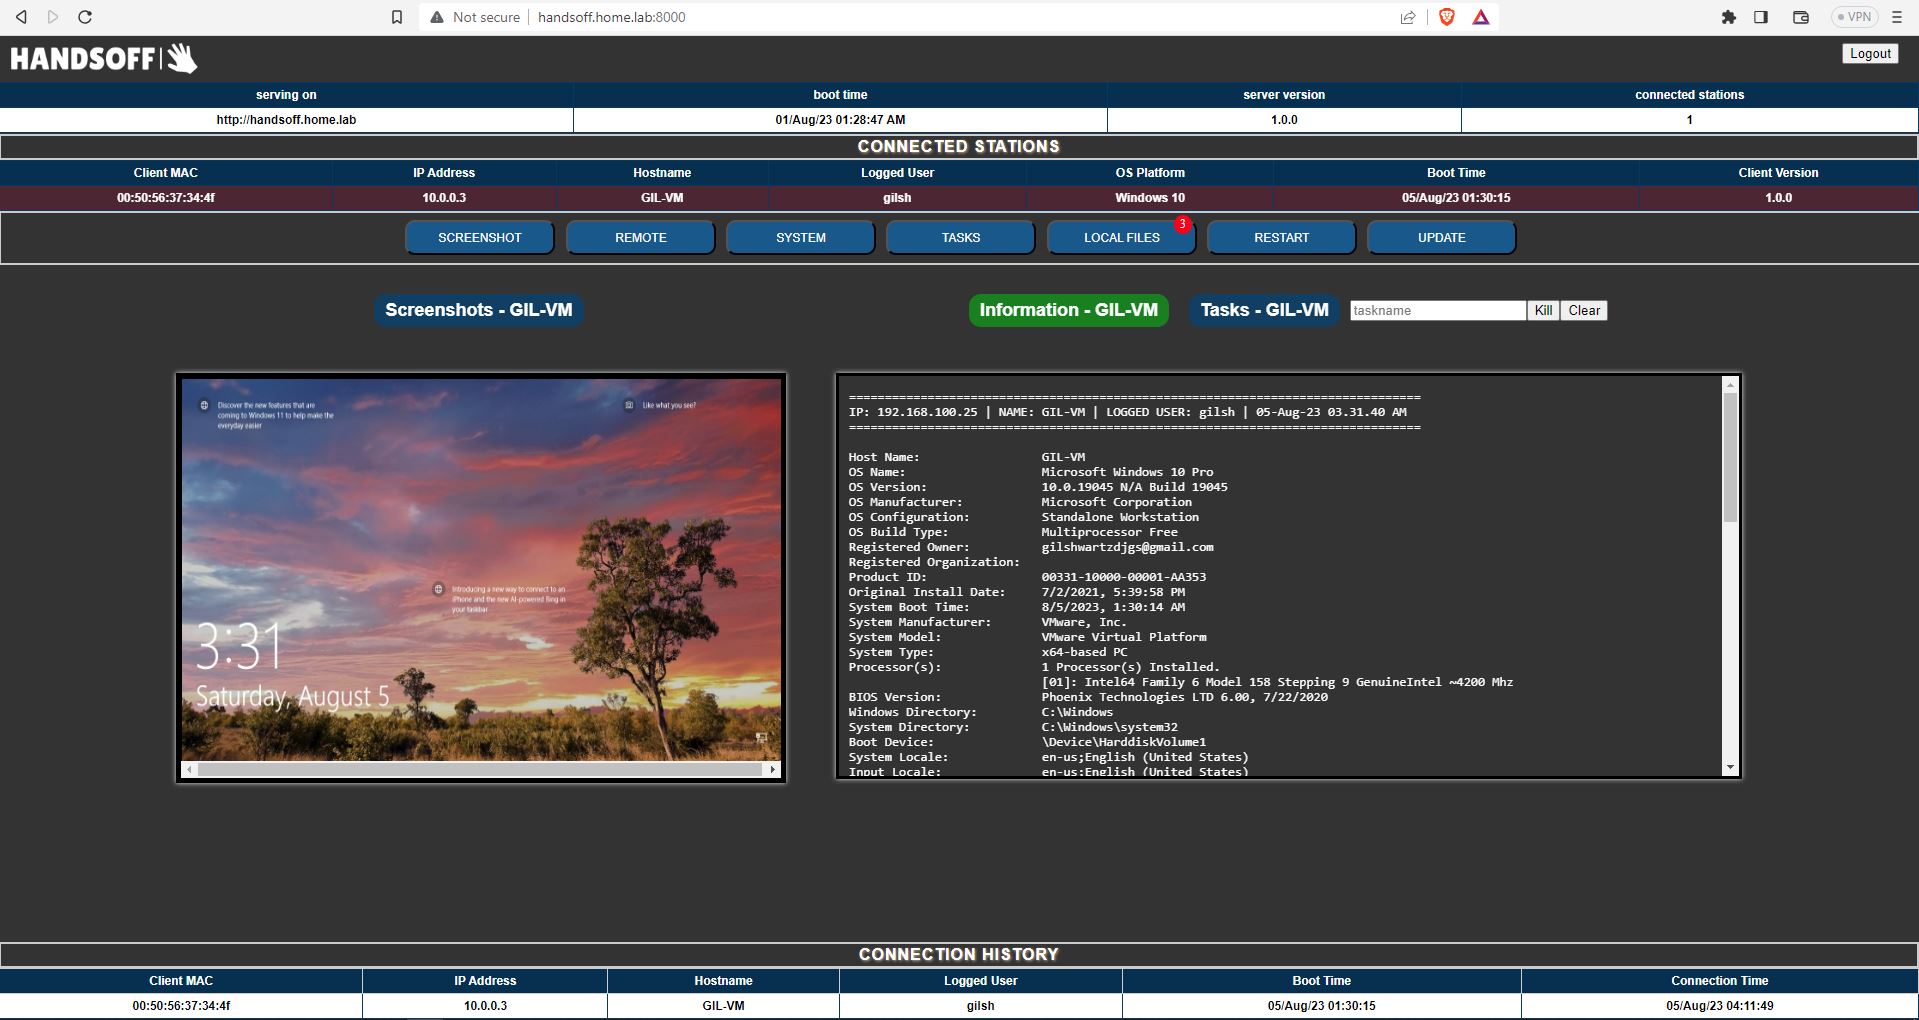 Not secure handsoff.home.lab:8000 VPN
HANDSOFF Logout
serving on boot time server version connected stations
http://handsoff.home.lab 01/Aug/23 01:28:47 AM 1.0.0 1
CONNECTED STATIONS
Client MAC IP Address Hostname Logged User OS Platform Boot Time Client Version
00:50:56:37:34:4f 10.0.0.3 GIL-VM gilsh Windows 10 05/Aug/23 01:30:15 1.0.0
SCREENSHOT REMOTE SYSTEM TASKS LOCAL FILES 3 RESTART UPDATE
Screenshots - GIL-VM Information - GIL-VM Tasks - GIL-VM taskname Kill Clear
Discover the new features that are
coming to Windows 11 to help make the
everyday easier
Like what you see?
Introducing a new way to connect to an
iPhone and the new AI-powered Bing in
your taskbar
3:31
Saturday, August 5
================================================================================
IP: 192.168.100.25 | NAME: GIL-VM | LOGGED USER: gilsh | 05-Aug-23 03.31.40 AM
================================================================================
Host Name: GIL-VM
OS Name: Microsoft Windows 10 Pro
OS Version: 10.0.19045 N/A Build 19045
OS Manufacturer: Microsoft Corporation
OS Configuration: Standalone Workstation
OS Build Type: Multiprocessor Free
Registered Owner: gilshwartzdjgs@gmail.com
Registered Organization:
Product ID: 00331-10000-00001-AA353
Original Install Date: 7/2/2021, 5:39:58 PM
System Boot Time: 8/5/2023, 1:30:14 AM
System Manufacturer: VMware, Inc.
System Model: VMware Virtual Platform
System Type: x64-based PC
Processor(s): 1 Processor(s) Installed.
[01]: Intel64 Family 6 Model 158 Stepping 9 GenuineIntel ~4200 Mhz
BIOS Version: Phoenix Technologies LTD 6.00, 7/22/2020
Windows Directory: C:\Windows
System Directory: C:\Windows\system32
Boot Device: \Device\HarddiskVolume1
System Locale: en-us;English (United States)
Input Locale: en-us;English (United States)
CONNECTION HISTORY
Client MAC IP Address Hostname Logged User Boot Time Connection Time
00:50:56:37:34:4f 10.0.0.3 GIL-VM gilsh 05/Aug/23 01:30:15 05/Aug/23 04:11:49